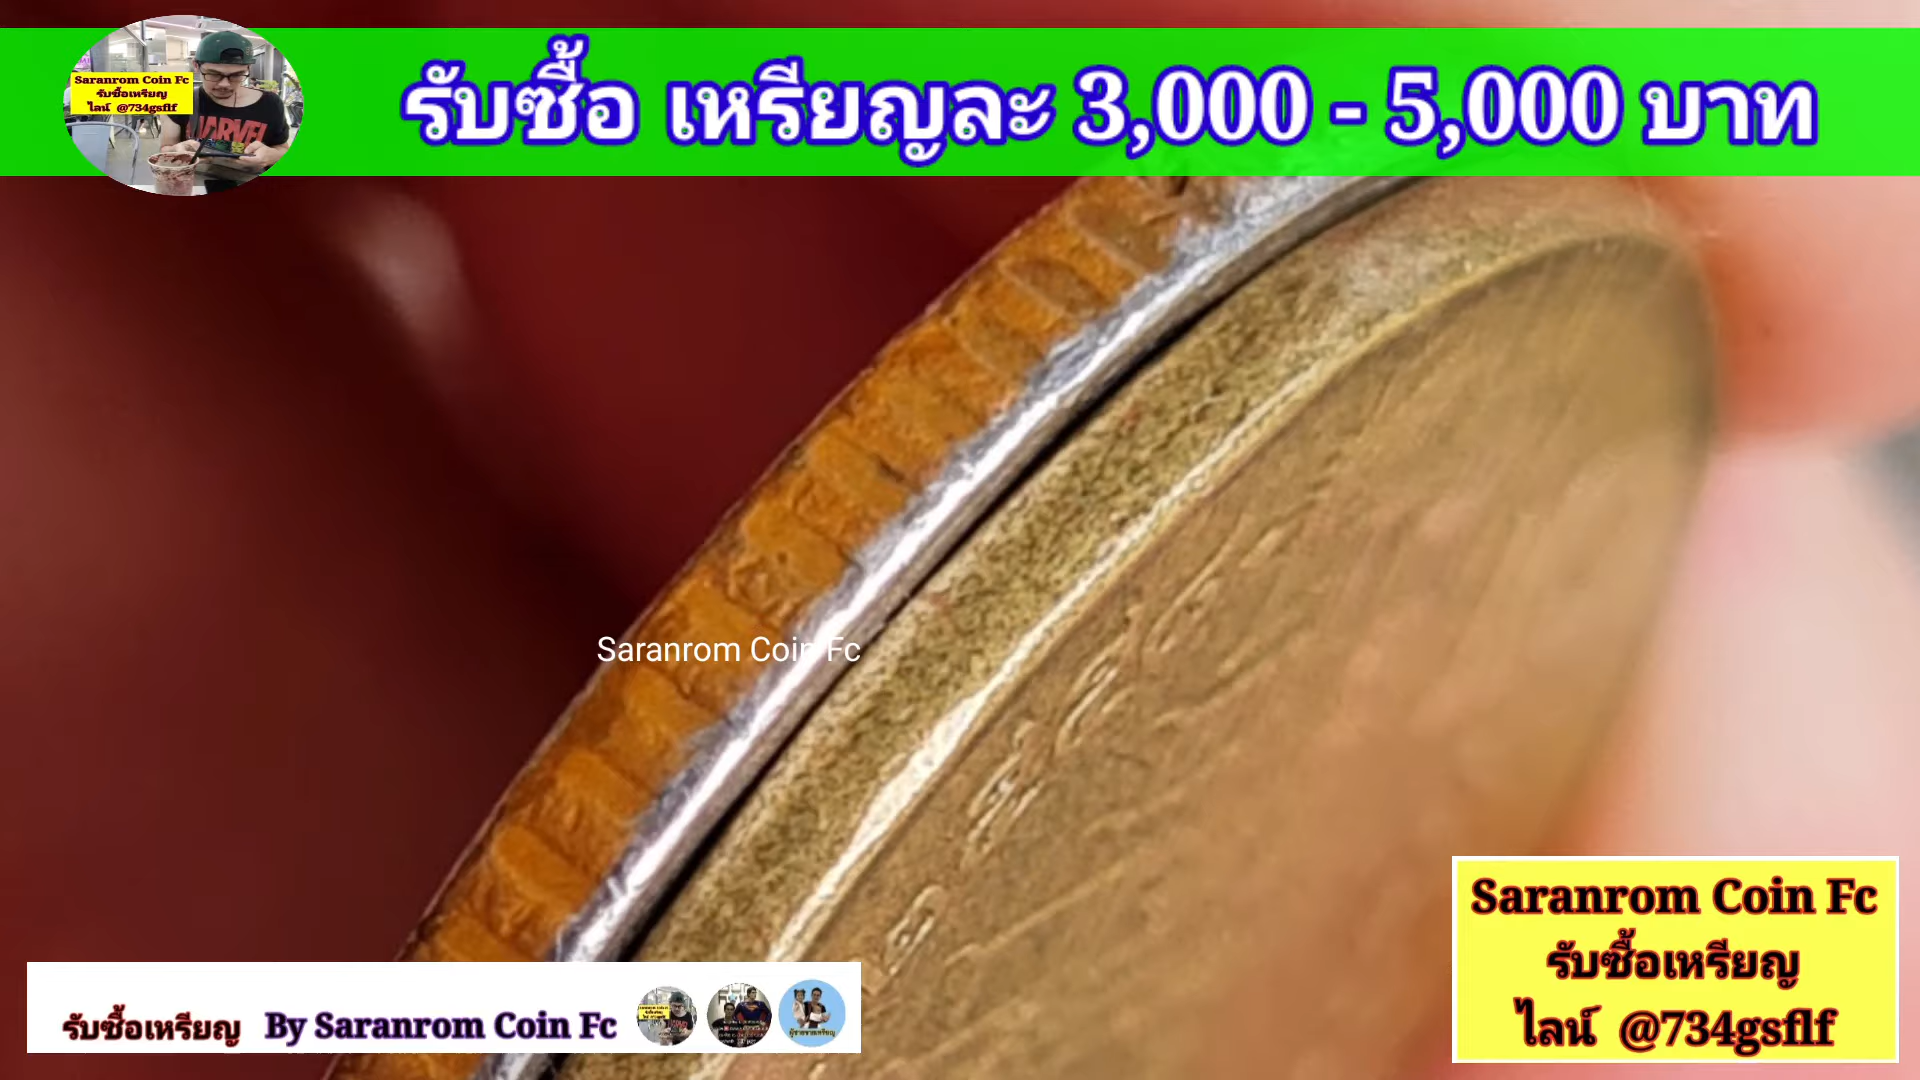 รับซื้อ เหรียญละ 3,000 - 5,000 บาท
Saranrom Coin Fc
รับซื้อเหรียญ
ไลน์ @734gsflf
MARVEL
Saranrom Coin Fc
Saranrom Coin Fc
รับซื้อเหรียญ
ไลน์ @734gsflf
รับซื้อเหรียญ By Saranrom Coin Fc